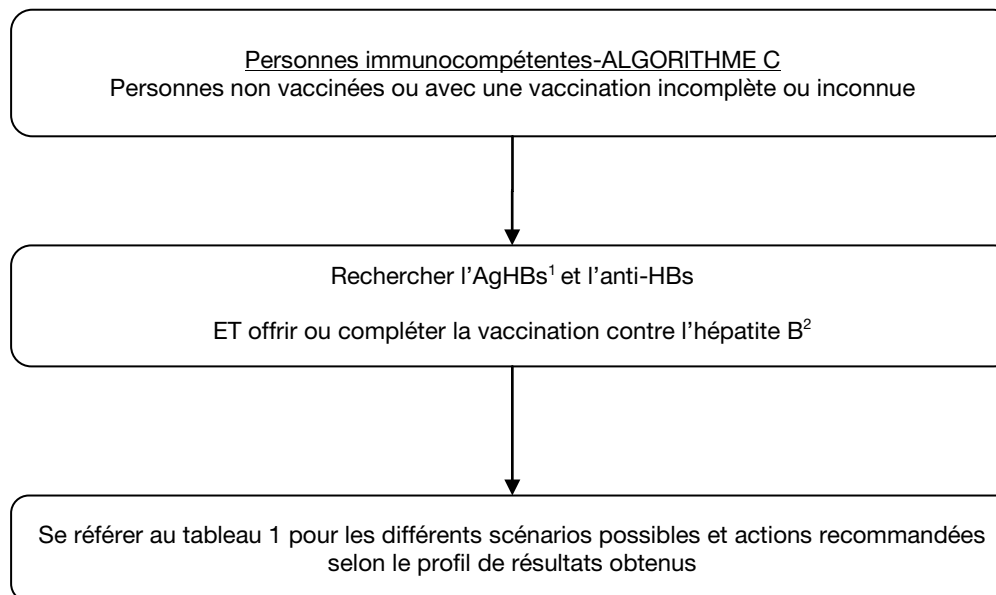 Personnes immunocompétentes-ALGORITHME C
Personnes non vaccinées ou avec une vaccination incomplète ou inconnue
Rechercher l’AgHBs¹ et l’anti-HBs
ET offrir ou compléter la vaccination contre l’hépatite B²
Se référer au tableau 1 pour les différents scénarios possibles et actions recommandées
selon le profil de résultats obtenus